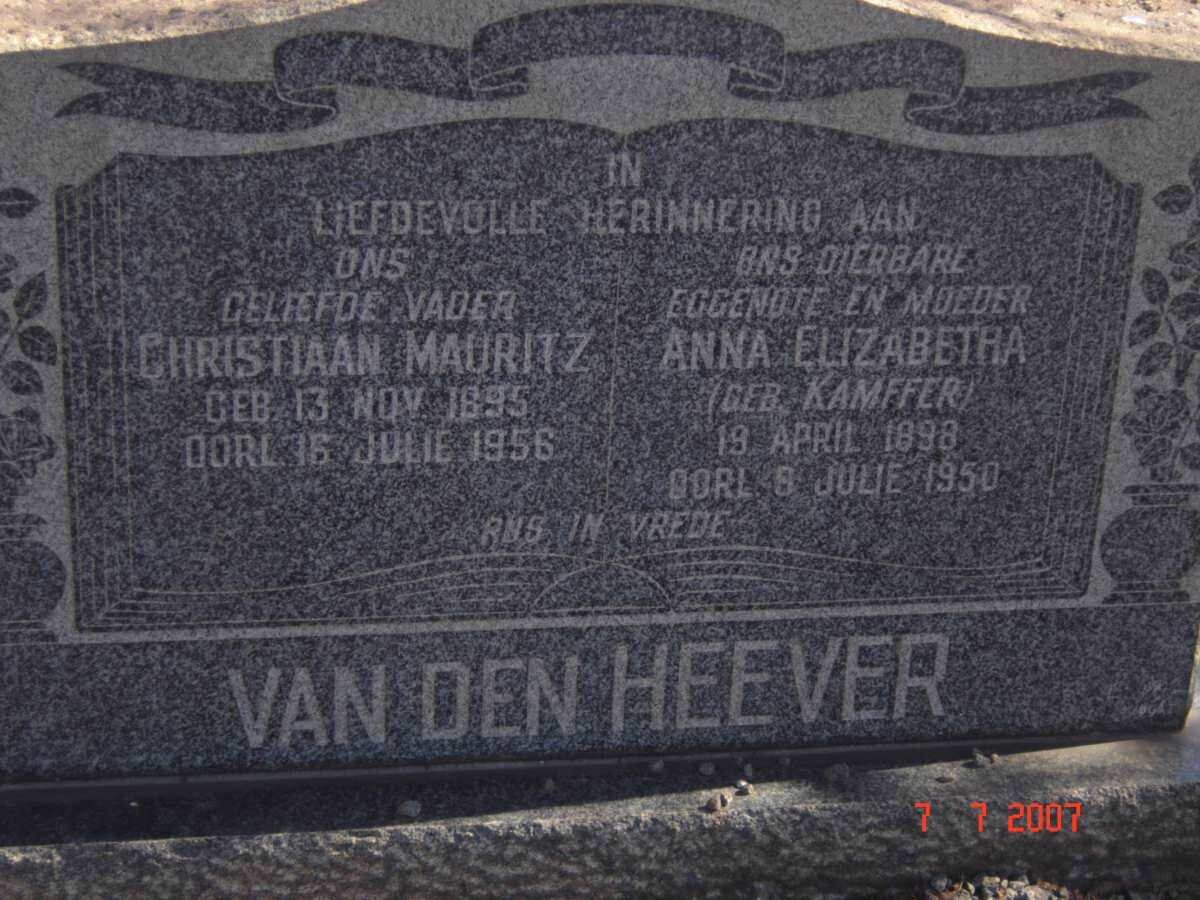 IN
LIEFDEVOLLE HERINNERING AAN
ONS
GELIEFDE VADER
CHRISTIAAN MAURITZ
GEB 13 NOV 1895
OORL 16 JULIE 1956
ONS DIERBARE
EGGENOTE EN MOEDER
ANNA ELIZABETHA
(GEB. KAMFFER)
19 APRIL 1898
OORL 8 JULIE 1950
RUS IN VREDE
VAN DEN HEEVER
7 7 2007